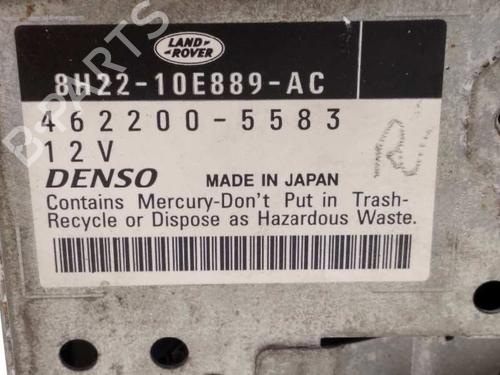 LAND
ROVER
8H22-10E889-AC
462200-5583
12V
DENSO MADE IN JAPAN
Contains Mercury-Don't Put in Trash-
Recycle or Dispose as Hazardous Waste.
B-PARTS